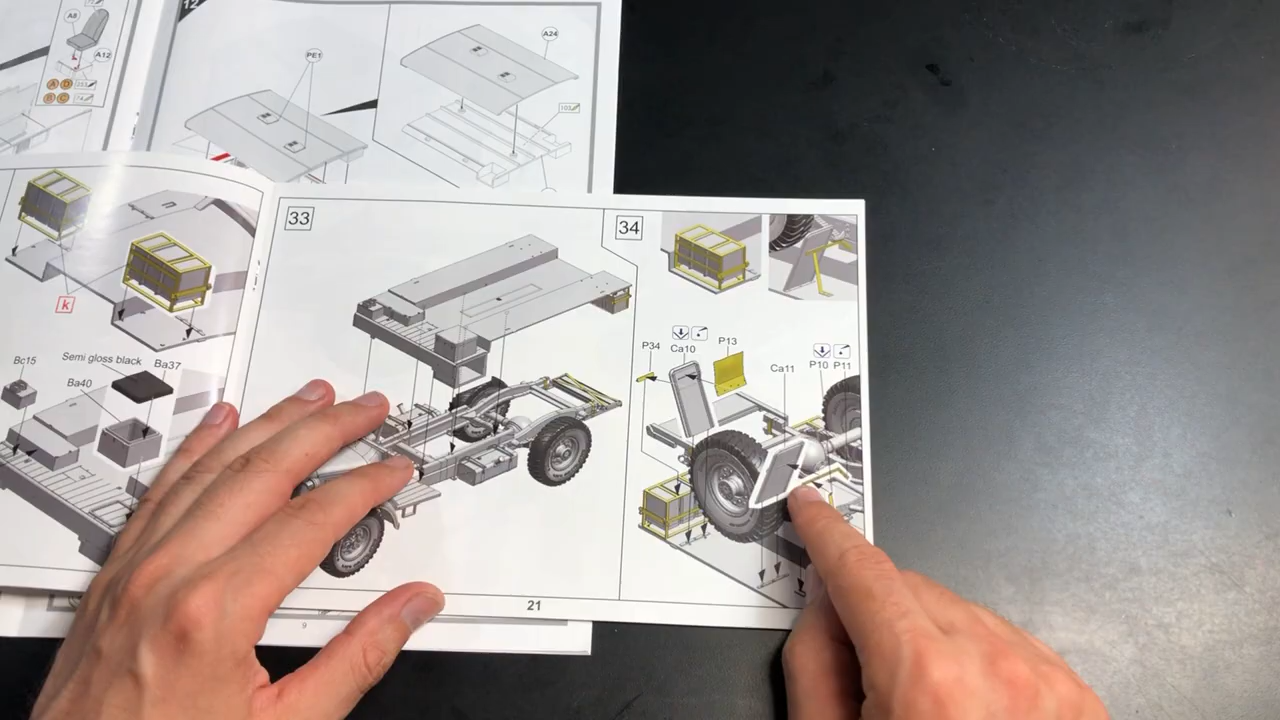 12
A8
A12
A D
B C
PE1
A24
103
k
Bc15
Semi gloss black
Ba37
Ba40
33
34
P34
Ca10
P13
Ca11
P10 P11
21
9